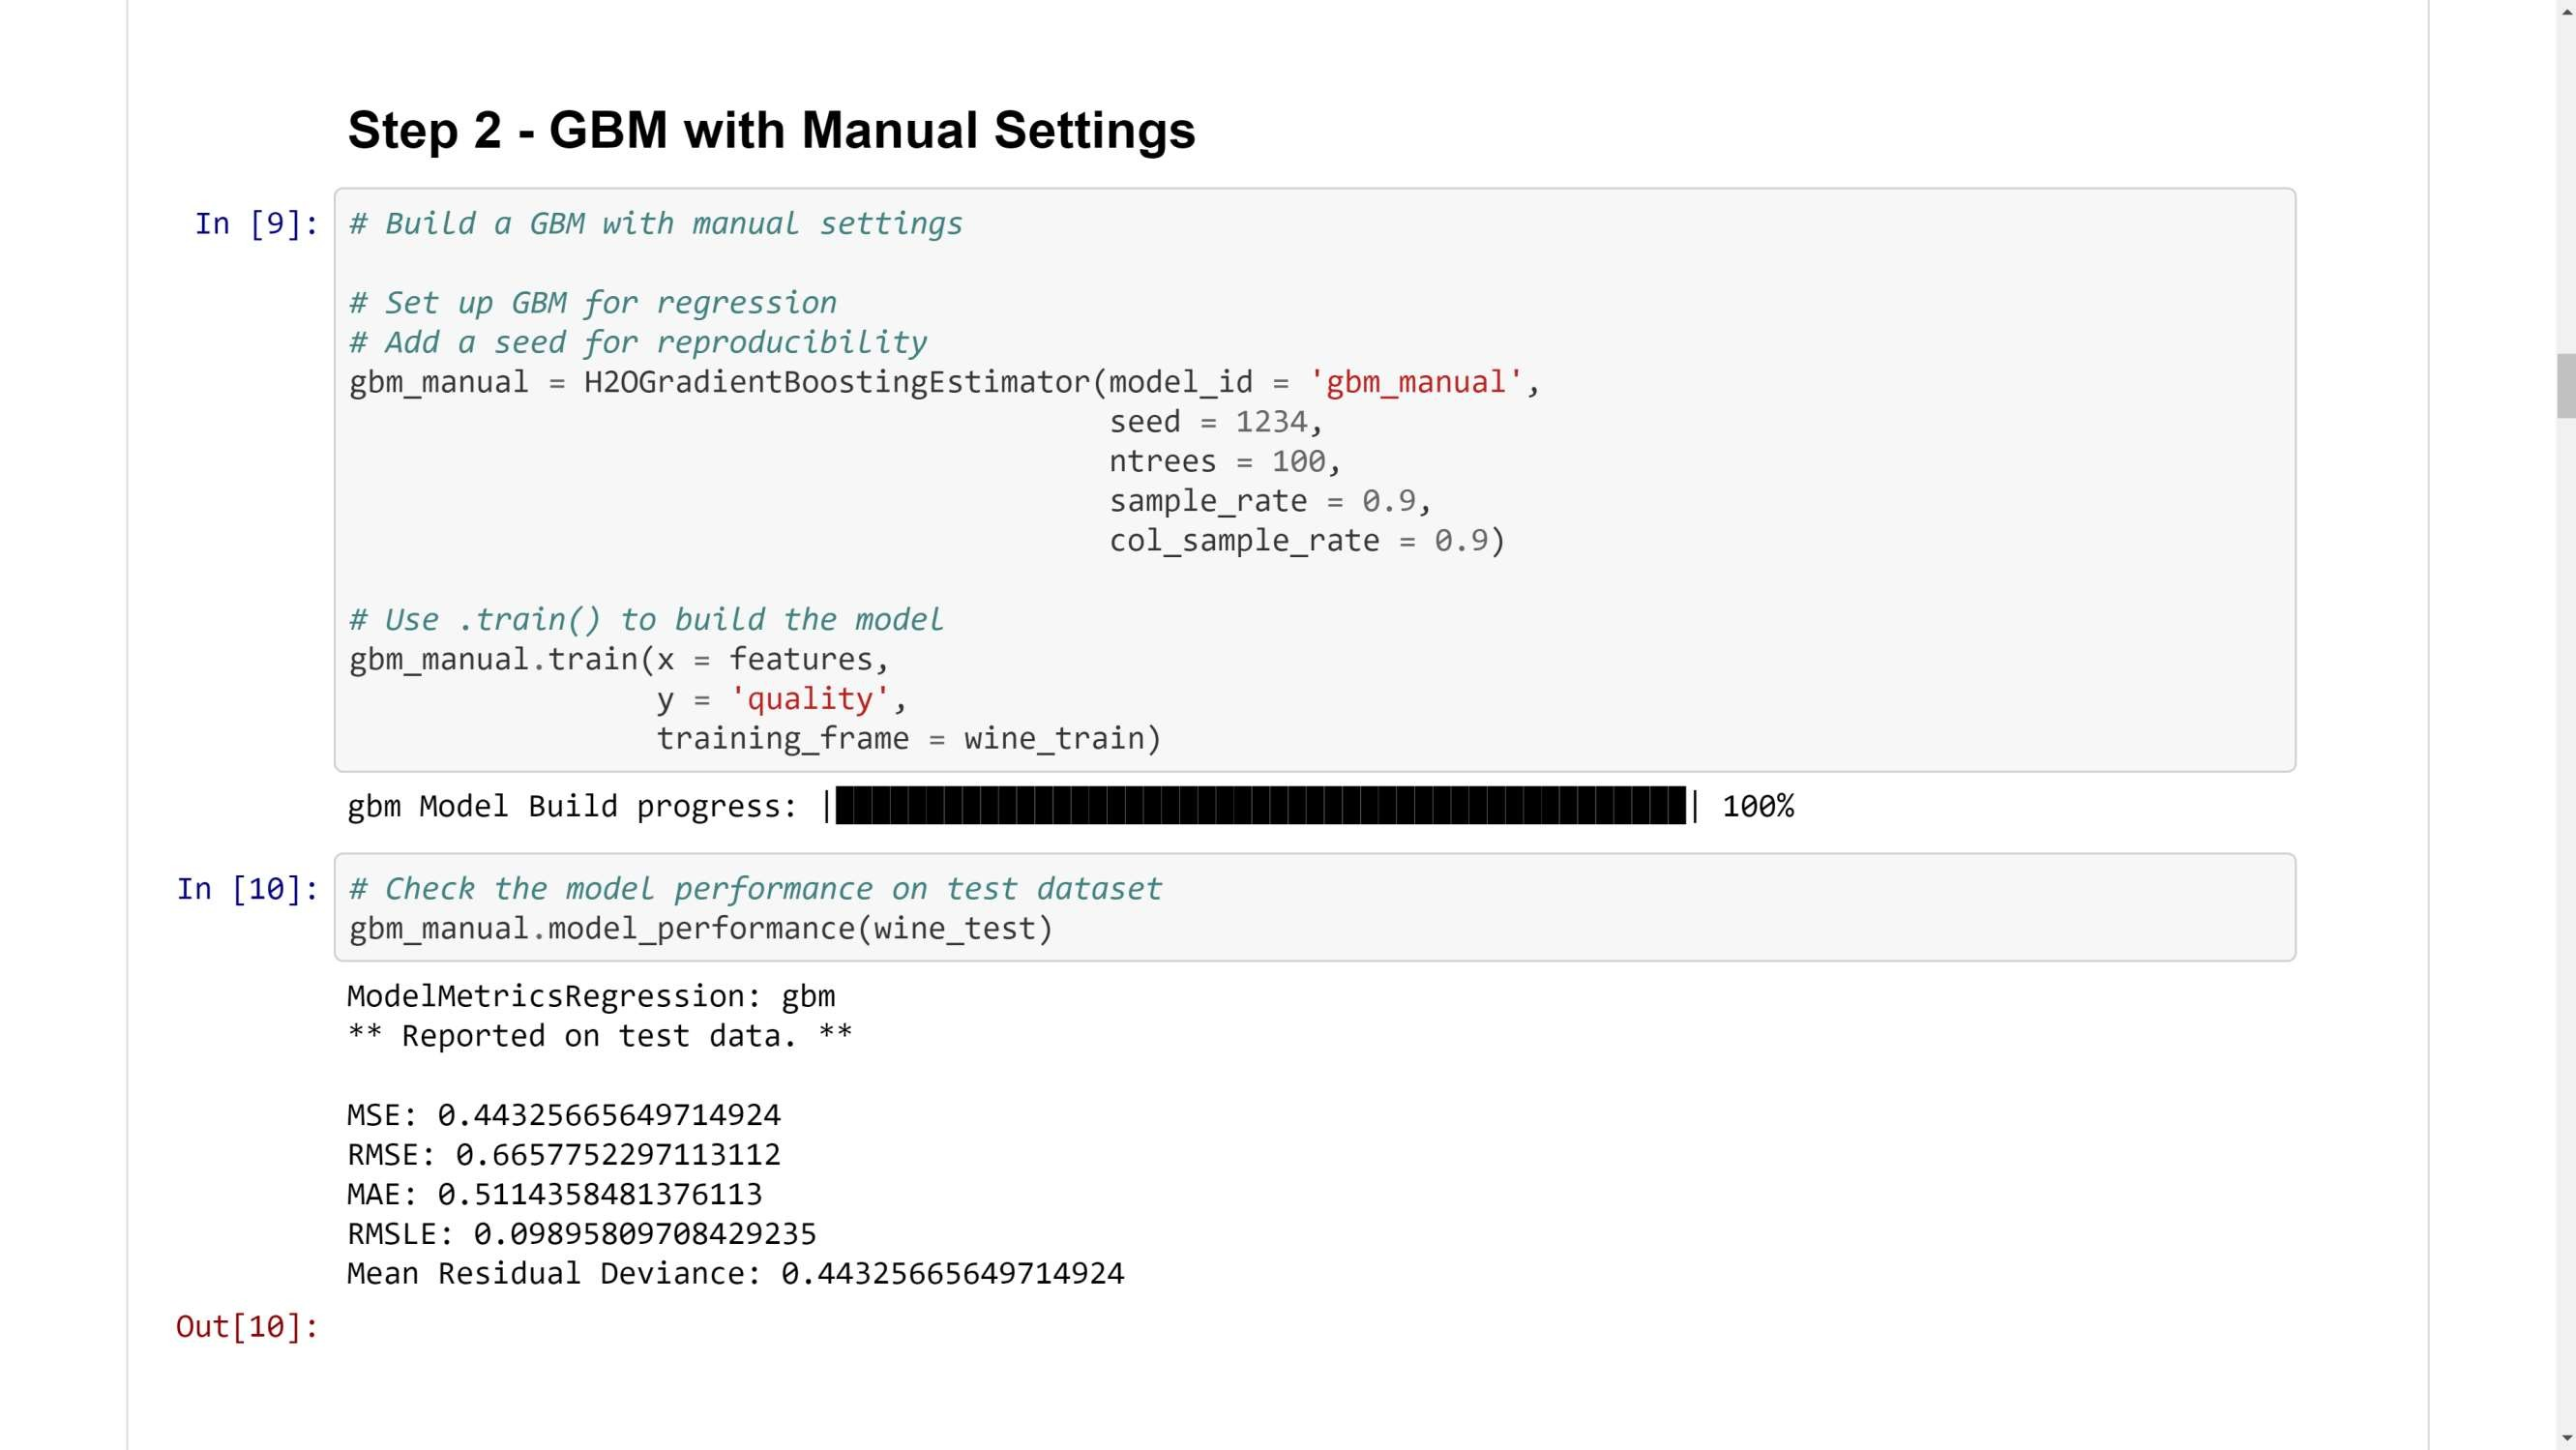 Step 2 - GBM with Manual Settings
In [9]:
# Build a GBM with manual settings
# Set up GBM for regression
# Add a seed for reproducibility
gbm_manual = H2OGradientBoostingEstimator(model_id = 'gbm_manual',
seed = 1234,
ntrees = 100,
sample_rate = 0.9,
col_sample_rate = 0.9)
# Use .train() to build the model
gbm_manual.train(x = features,
y = 'quality',
training_frame = wine_train)
gbm Model Build progress: |███████████████████████████████████████████████| 100%
In [10]:
# Check the model performance on test dataset
gbm_manual.model_performance(wine_test)
ModelMetricsRegression: gbm
** Reported on test data. **
MSE: 0.44325665649714924
RMSE: 0.6657752297113112
MAE: 0.5114358481376113
RMSLE: 0.09895809708429235
Mean Residual Deviance: 0.44325665649714924
Out[10]: